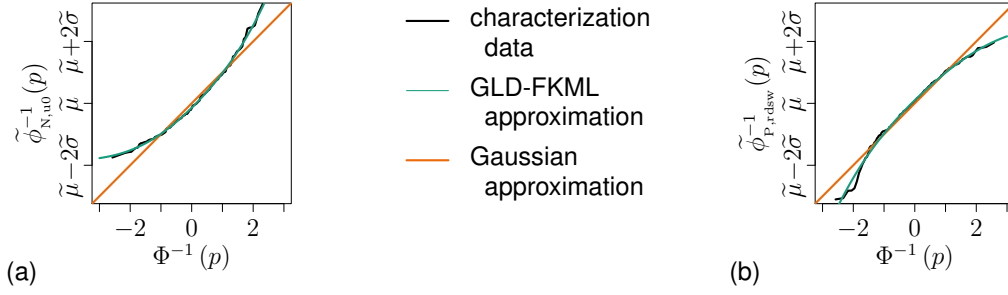 μ̃−2σ̃ μ̃ μ̃+2σ̃
ϕ̃⁻¹N,u0(p)
−2 0 2
Φ⁻¹ (p)
(a)
characterization
data
GLD-FKML
approximation
Gaussian
approximation
μ̃−2σ̃ μ̃ μ̃+2σ̃
ϕ̃⁻¹P,rdsw(p)
−2 0 2
Φ⁻¹ (p)
(b)